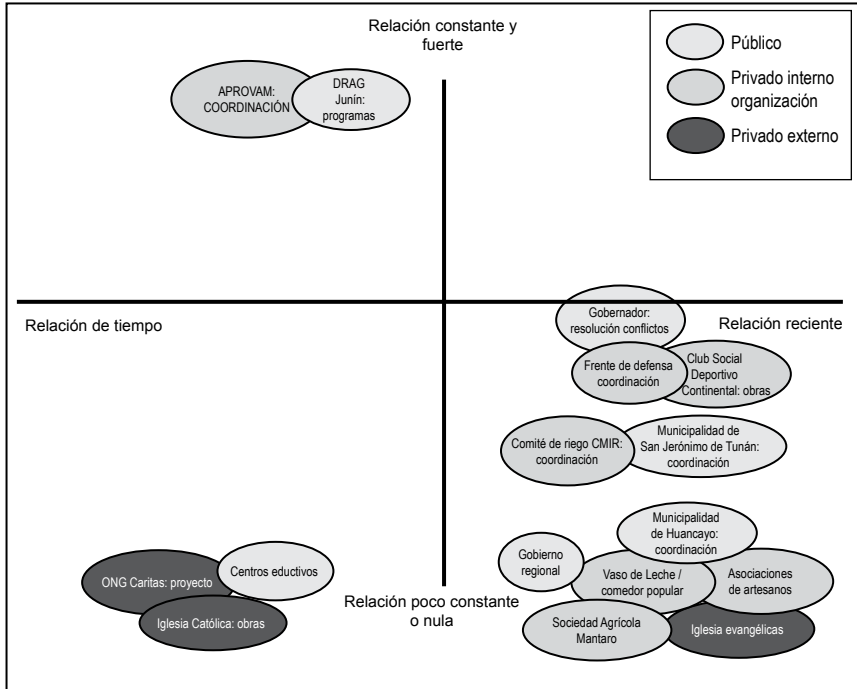 Relación constante y
fuerte
Público
Privado interno
organización
Privado externo
APROVAM:
COORDINACIÓN
DRAG
Junín:
programas
Relación de tiempo
Relación reciente
Gobernador:
resolución conflictos
Frente de defensa
coordinación
Club Social
Deportivo
Continental: obras
Comité de riego CMIR:
coordinación
Municipalidad de
San Jerónimo de Tunán:
coordinación
Municipalidad
de Huancayo:
coordinación
Gobierno
regional
Vaso de Leche /
comedor popular
Asociaciones
de artesanos
Sociedad Agrícola
Mantaro
Iglesia evangélicas
ONG Caritas: proyecto
Centros eductivos
Iglesia Católica: obras
Relación poco constante
o nula